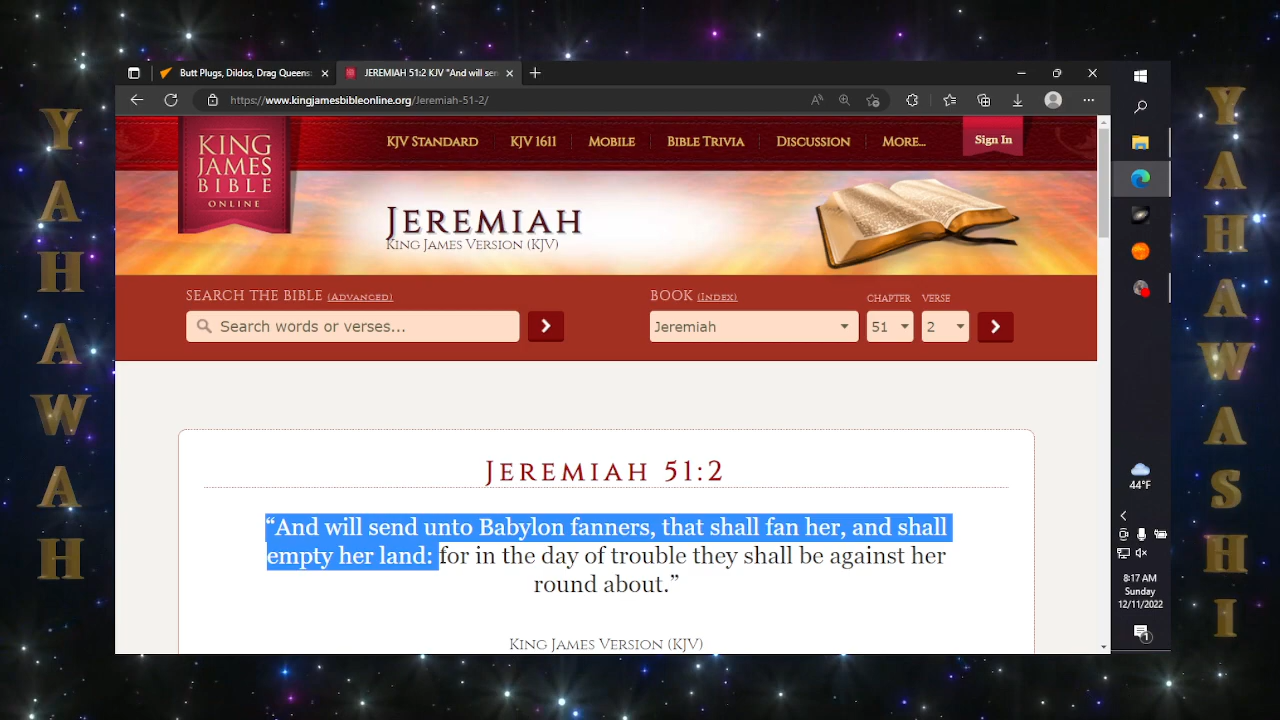 Butt Plugs, Dildos, Drag Queens:
JEREMIAH 51:2 KJV "And will sen
https://www.kingjamesbibleonline.org/Jeremiah-51-2/
KING
JAMES
BIBLE
ONLINE
KJV STANDARD
KJV 1611
MOBILE
BIBLE TRIVIA
DISCUSSION
MORE...
Sign In
JEREMIAH
KING JAMES VERSION (KJV)
SEARCH THE BIBLE (ADVANCED)
Search words or verses...
BOOK (INDEX)
CHAPTER
VERSE
Jeremiah
51
2
JEREMIAH 51:2
“And will send unto Babylon fanners, that shall fan her, and shall
empty her land: for in the day of trouble they shall be against her
round about.”
KING JAMES VERSION (KJV)
44°F
8:17 AM
Sunday
12/11/2022
1
YAHAWAH
YAHAWASHI